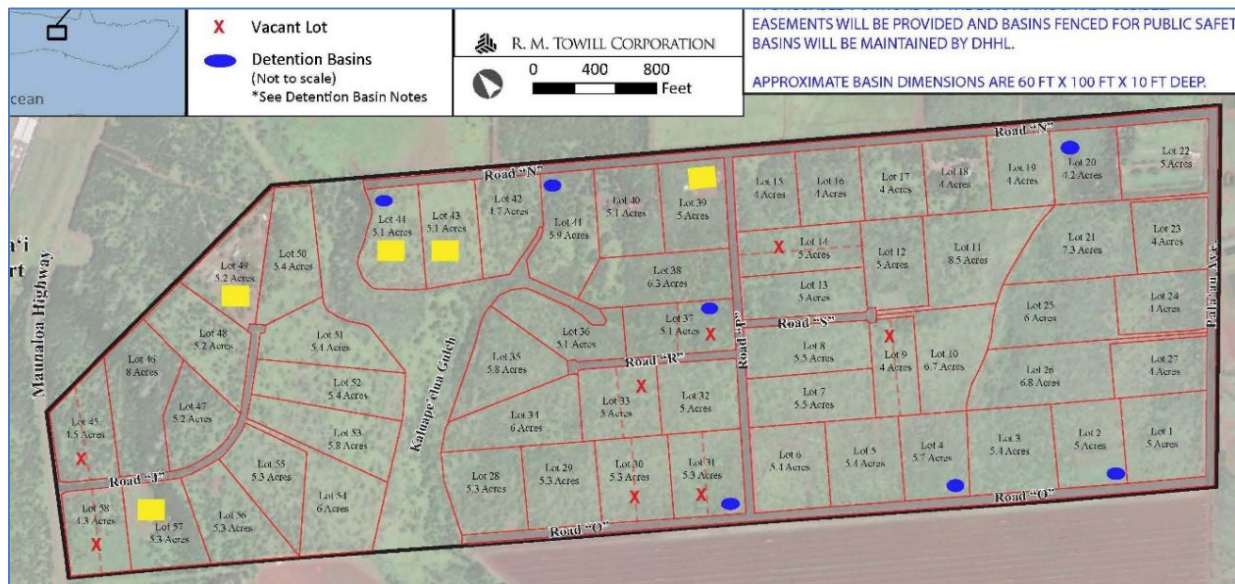 Vacant Lot
Detention Basins
(Not to scale)
*See Detention Basin Notes
cean
R. M. TOWILL CORPORATION
0 400 800
Feet
EASEMENTS WILL BE PROVIDED AND BASINS FENCED FOR PUBLIC SAFET
BASINS WILL BE MAINTAINED BY DHHL.
APPROXIMATE BASIN DIMENSIONS ARE 60 FT X 100 FT X 10 FT DEEP.
Road "N"
Road "N"
Lot 15
4 Acres
Lot 16
4 Acres
Lot 17
4 Acres
Lot 18
4 Acres
Lot 19
4 Acres
Lot 20
4.2 Acres
Lot 22
5 Acres
Lot 44
5.1 Acres
Lot 43
5.1 Acres
Lot 42
4.7 Acres
Lot 41
5.9 Acres
Lot 40
5.1 Acres
Lot 39
5 Acres
Lot 50
5.4 Acres
Lot 49
5.2 Acres
Lot 14
5 Acres
Lot 12
5 Acres
Lot 11
8.5 Acres
Lot 21
7.3 Acres
Lot 23
4 Acres
Lot 38
6.3 Acres
Lot 13
5 Acres
Lot 25
6 Acres
Lot 24
4 Acres
Pala'au Ave.
Maunaloa Highway
Lot 48
5.2 Acres
Lot 51
5.4 Acres
Lot 37
5.1 Acres
Lot 36
5.1 Acres
Road "P"
Road "S"
Lot 46
8 Acres
Lot 35
5.8 Acres
Road "R"
Lot 8
5.5 Acres
Lot 9
4 Acres
Lot 10
6.7 Acres
Lot 26
6.8 Acres
Lot 27
4 Acres
Lot 52
5.4 Acres
Lot 47
5.2 Acres
Lot 33
5 Acres
Lot 32
5 Acres
Lot 7
5.5 Acres
Lot 45
4.5 Acres
Lot 53
5.8 Acres
Lot 34
6 Acres
Lot 6
5.4 Acres
Lot 5
5.4 Acres
Lot 4
5.7 Acres
Lot 3
5.4 Acres
Lot 2
5 Acres
Lot 1
5 Acres
Road "J"
Lot 55
5.3 Acres
Lot 28
5.3 Acres
Lot 29
5.3 Acres
Lot 30
5.3 Acres
Lot 31
5.3 Acres
Lot 54
6 Acres
Lot 58
4.3 Acres
Lot 57
5.3 Acres
Lot 56
5.3 Acres
Road "O"
Road "O"